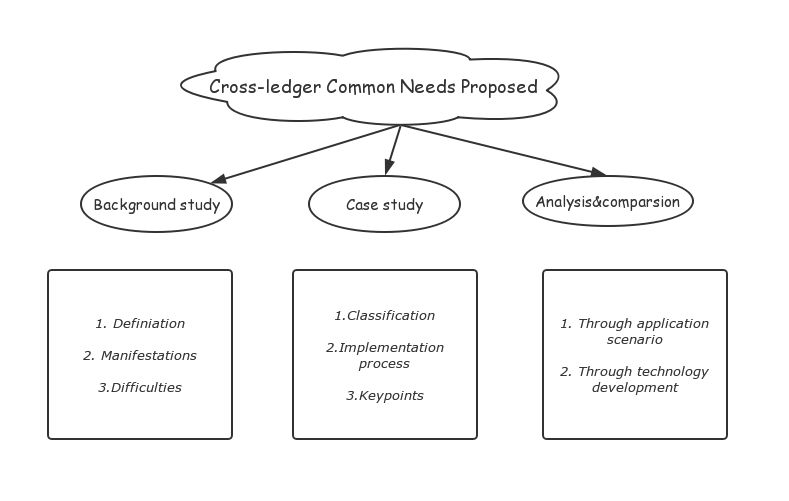 Cross-ledger Common Needs Proposed
Background study
Case study
Analysis&comparsion
1. Definiation
2. Manifestations
3.Difficulties
1.Classification
2.Implementation
process
3.Keypoints
1. Through application
scenario
2. Through technology
development